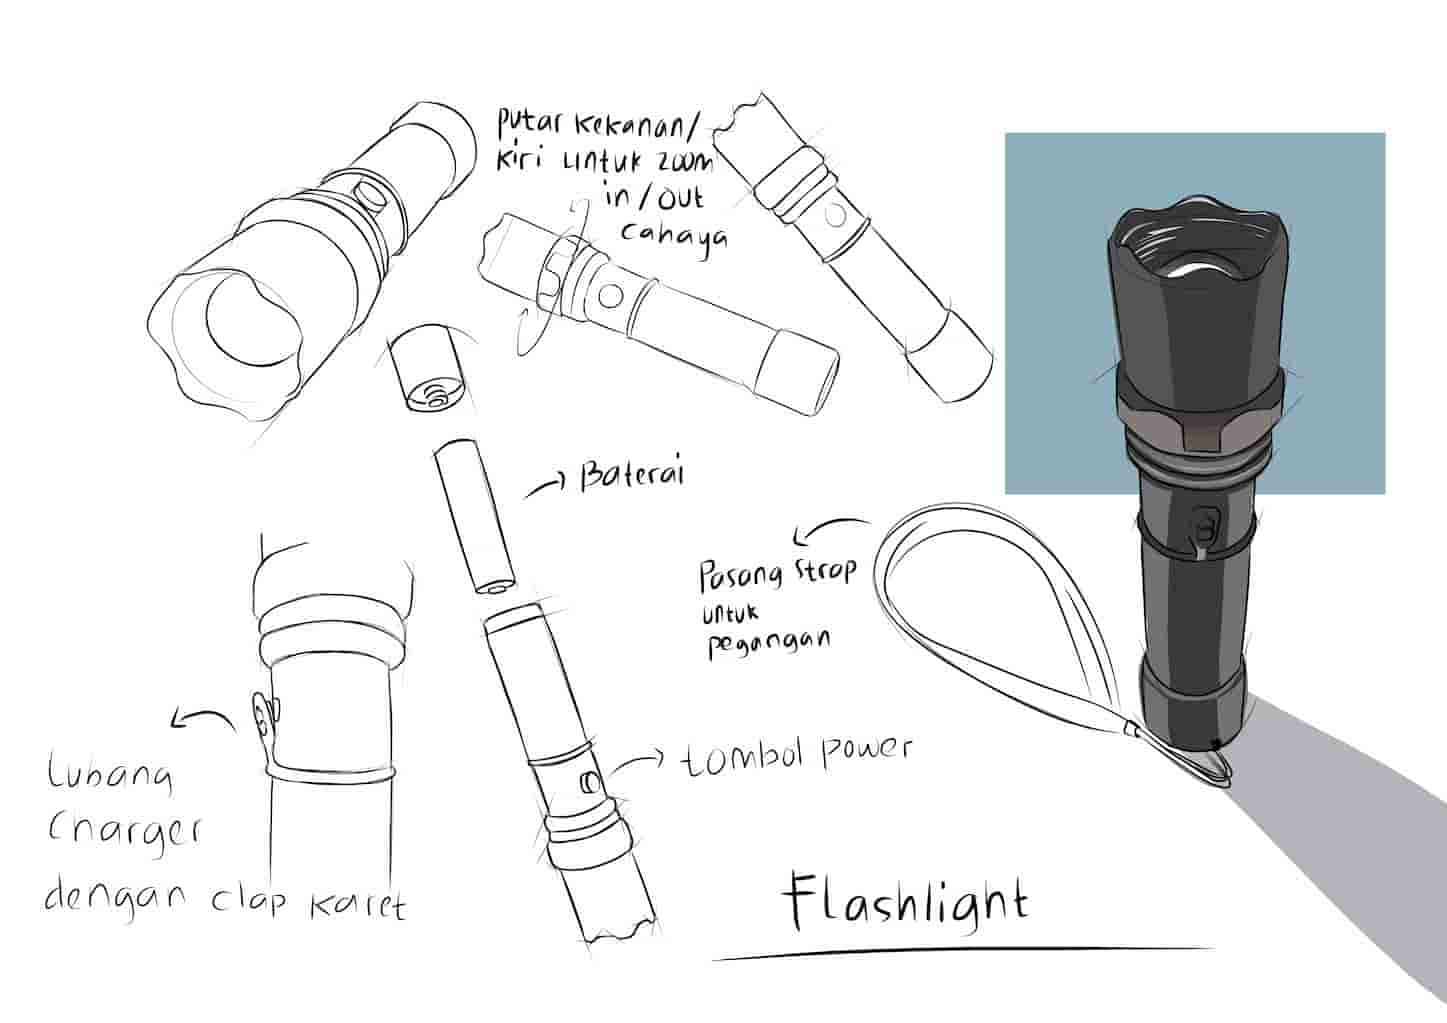 putar kekanan/
kiri untuk zoom
in/out
cahaya
Baterai
Pasang strap
untuk
pegangan
tombol power
Lubang
Charger
dengan clap karet
Flashlight